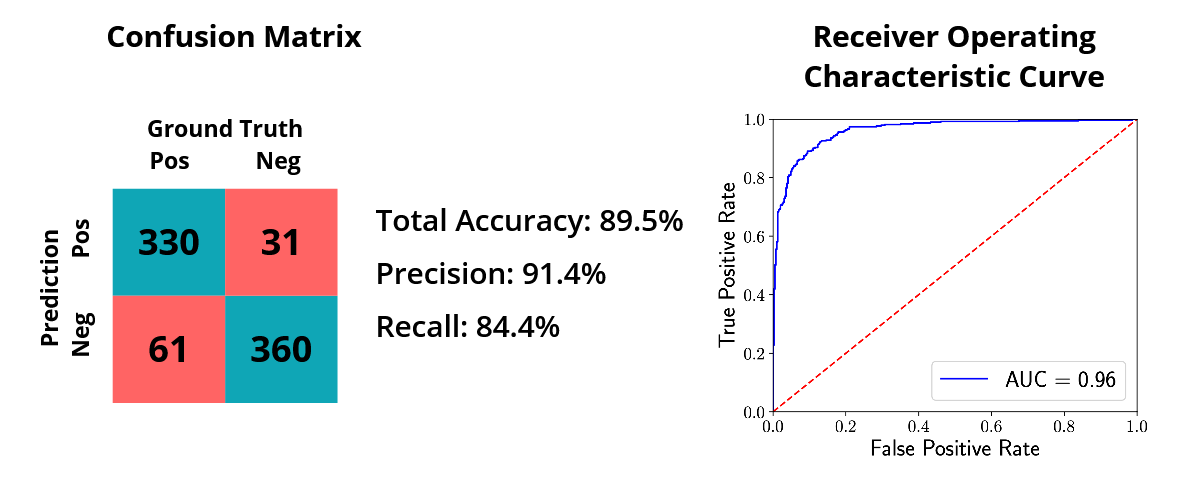 Confusion Matrix
Ground Truth
Pos Neg
Prediction
Pos
Neg
330 31
61 360
Total Accuracy: 89.5%
Precision: 91.4%
Recall: 84.4%
Receiver Operating
Characteristic Curve
True Positive Rate
1.0
0.8
0.6
0.4
0.2
0.0
AUC = 0.96
0.0 0.2 0.4 0.6 0.8 1.0
False Positive Rate